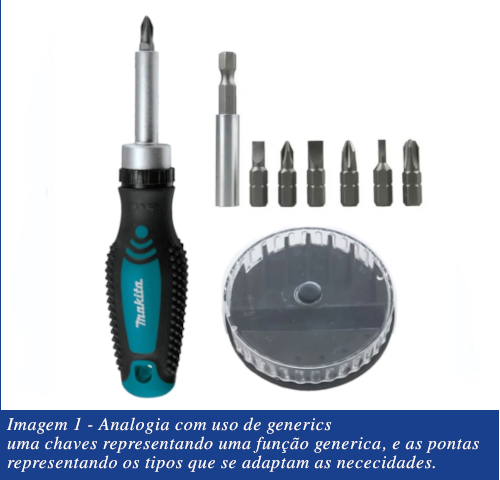 makita
Imagem 1 - Analogia com uso de generics
uma chaves representando uma função generica, e as pontas
representando os tipos que se adaptam as nececidades.